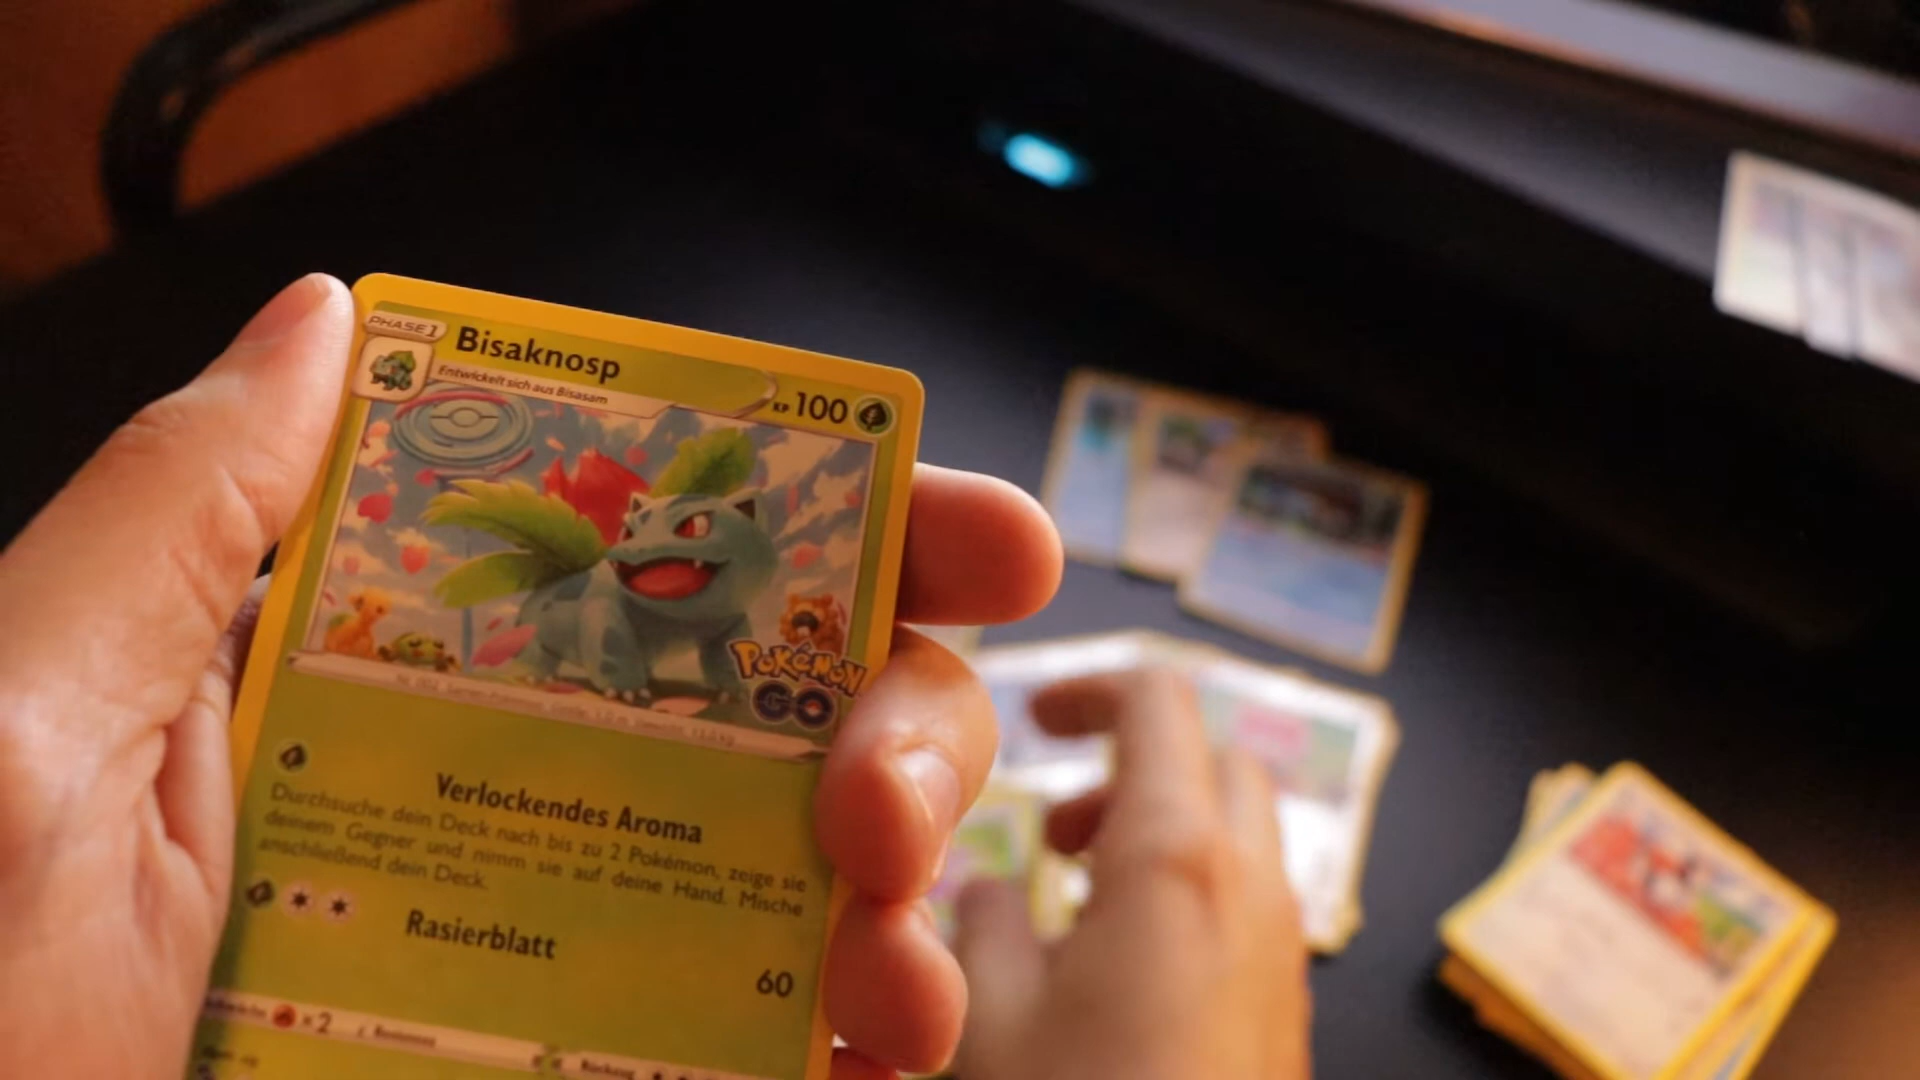 PHASE 1
Bisaknosp
Entwickelt sich aus Bisasam
KP 100
POKÉMON
GO
Verlockendes Aroma
Durchsuche dein Deck nach bis zu 2 Pokémon, zeige sie
deinem Gegner und nimm sie auf deine Hand. Mische
anschließend dein Deck.
Rasierblatt
60
×2